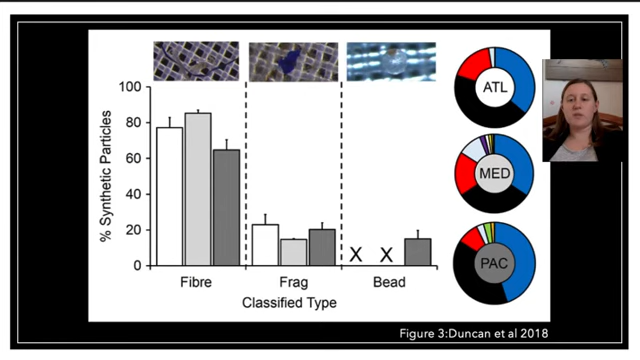 100
80
60
40
20
0
% Synthetic Particles
X X
Fibre Frag Bead
Classified Type
ATL
MED
PAC
Figure 3:Duncan et al 2018